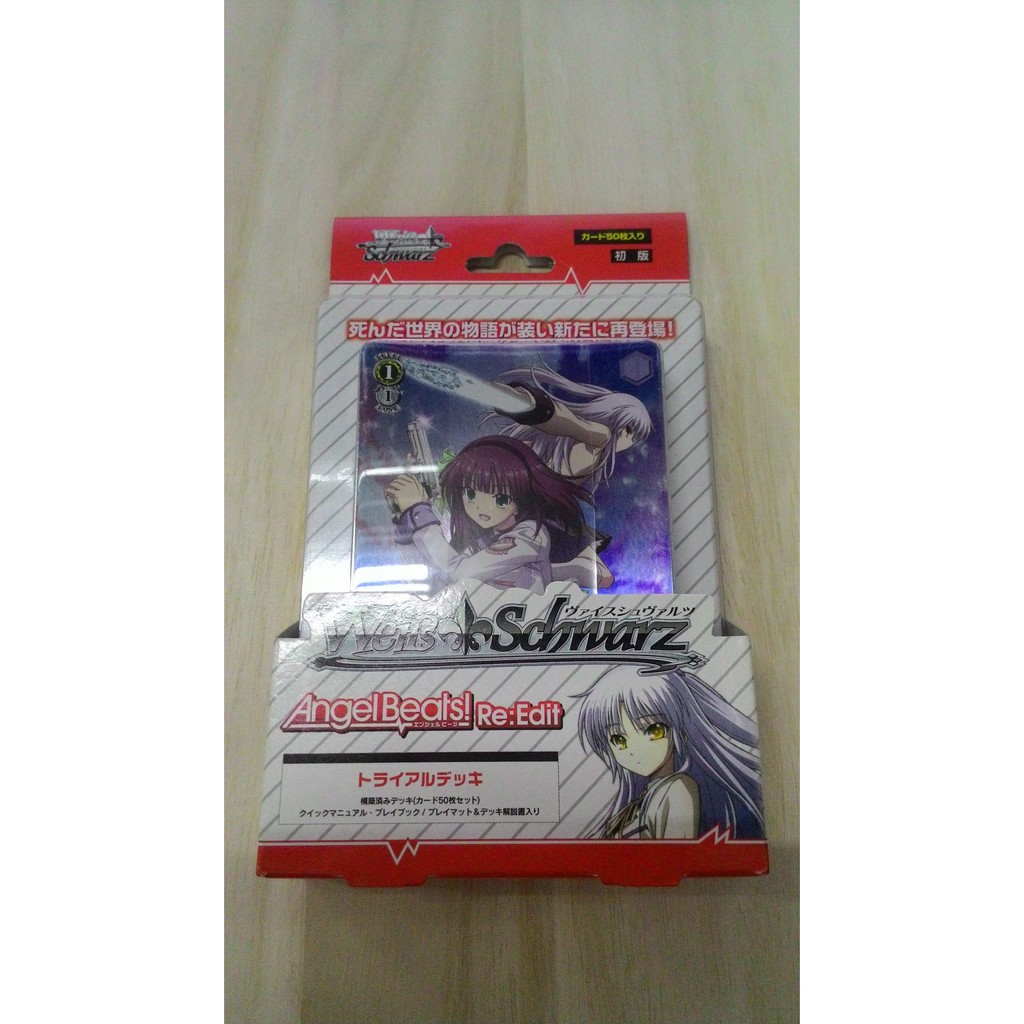 Weiß Schwarz
カード50枚入り
初版
死んだ世界の物語が装い新たに再登場!
1
1
ヴァイスシュヴァルツ
Weiß Schwarz
Angel Beats! Re:Edit
エンジェルビーツ
トライアルデッキ
構築済みデッキ(カード50枚セット)
クイックマニュアル・プレイブック / プレイマット&デッキ解説書入り